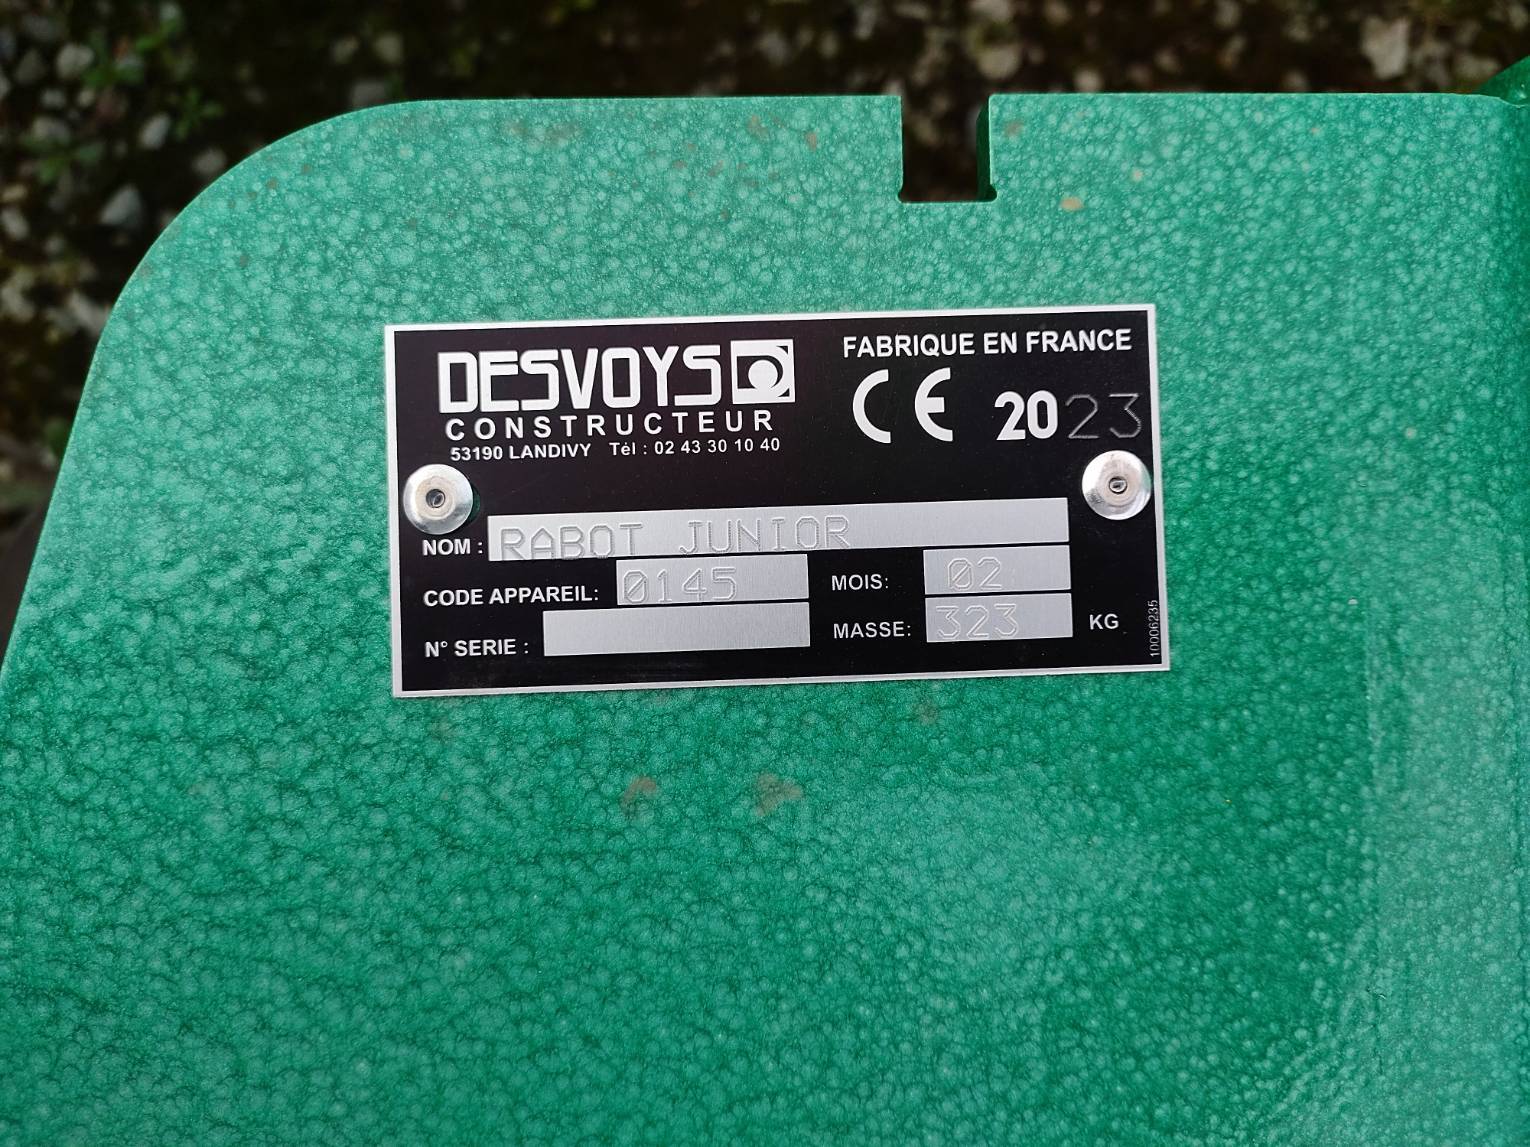 DESVOYS
CONSTRUCTEUR
53190 LANDIVY Tél : 02 43 30 10 40
FABRIQUE EN FRANCE
CE 2023
NOM : RABOT JUNIOR
CODE APPAREIL: 0145
MOIS: 02
N° SERIE :
MASSE: 323 KG
10006235